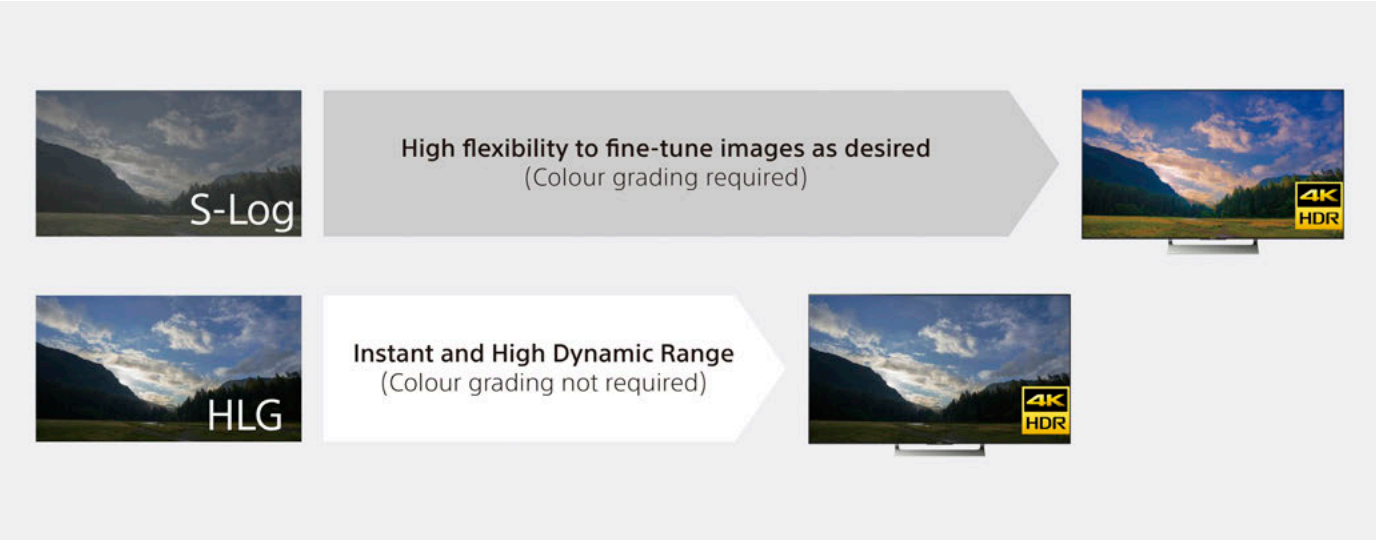 S-Log
High flexibility to fine-tune images as desired
(Colour grading required)
4K
HDR
HLG
Instant and High Dynamic Range
(Colour grading not required)
4K
HDR